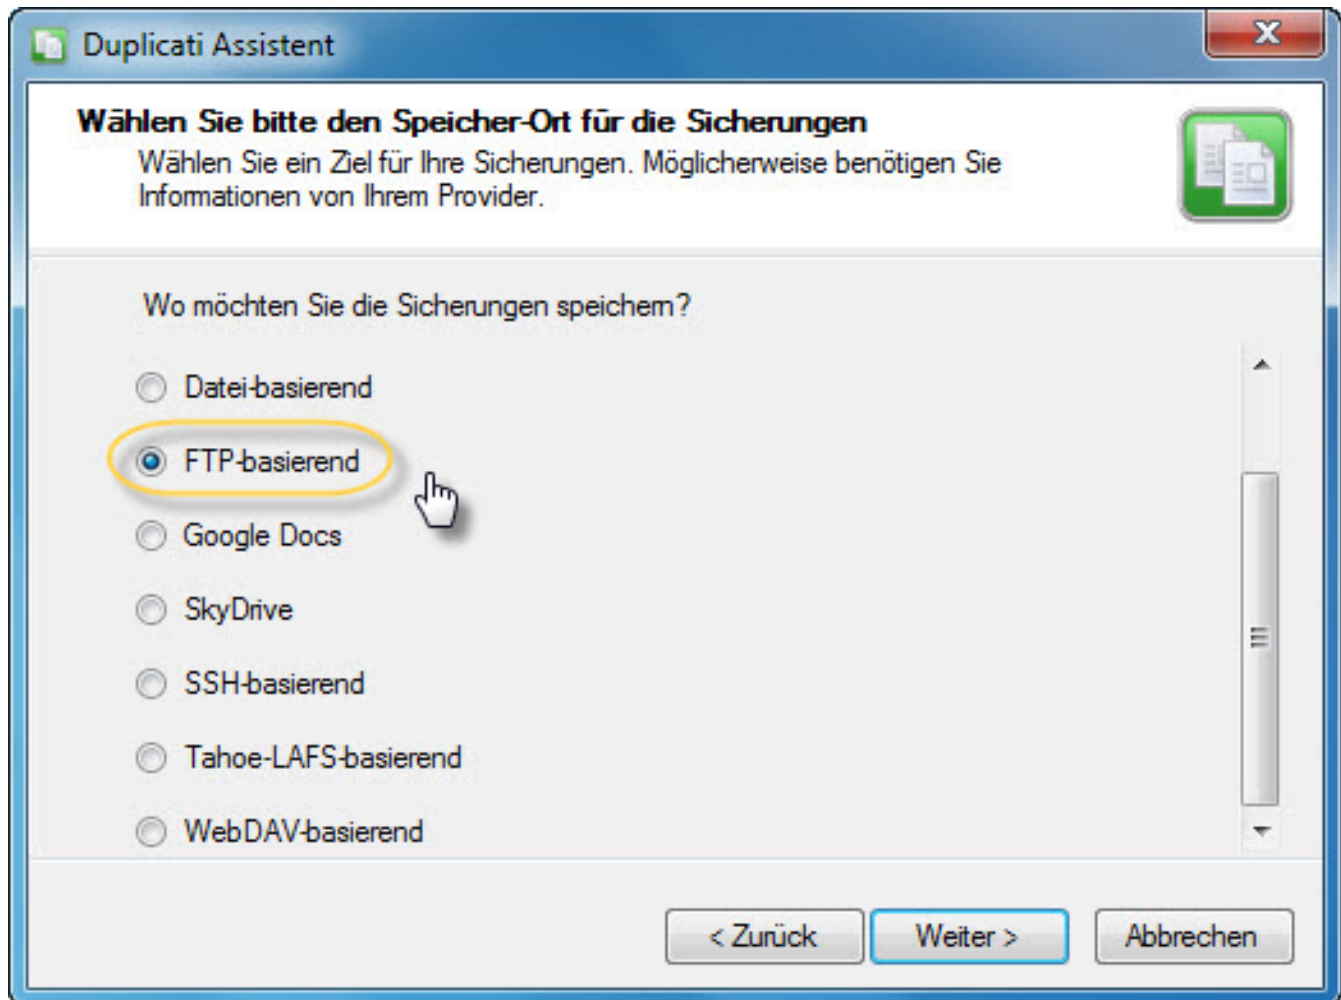 Duplicati Assistent
Wählen Sie bitte den Speicher-Ort für die Sicherungen
Wählen Sie ein Ziel für Ihre Sicherungen. Möglicherweise benötigen Sie
Informationen von Ihrem Provider.
Wo möchten Sie die Sicherungen speichern?
Datei-basierend
FTP-basierend
Google Docs
SkyDrive
SSH-basierend
Tahoe-LAFS-basierend
WebDAV-basierend
< Zurück
Weiter >
Abbrechen